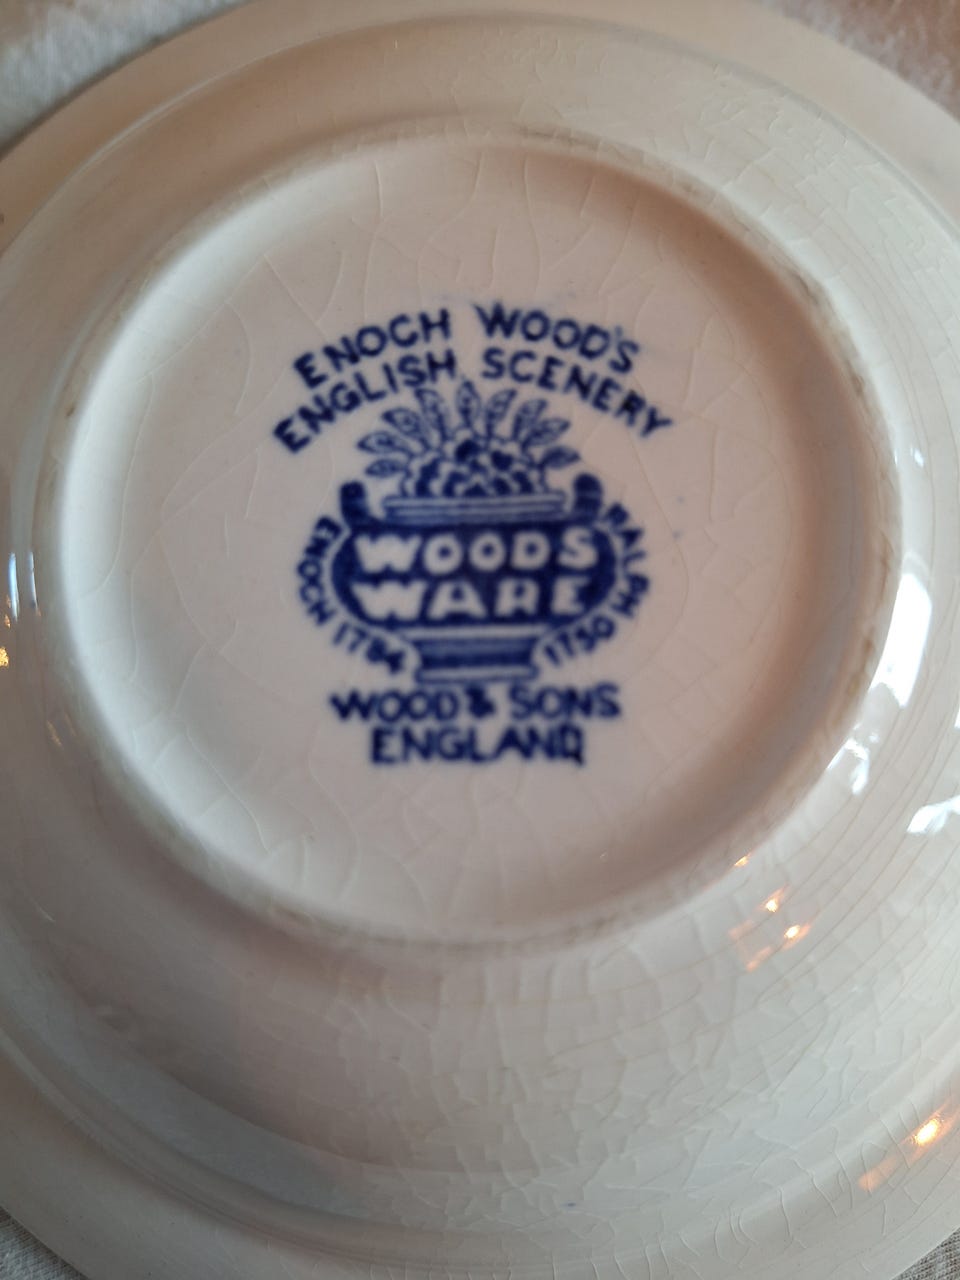 ENOCH WOOD'S
ENGLISH SCENERY
WOODS
WARE
ENOCH 1784
RALPH 1750
WOOD & SONS
ENGLAND